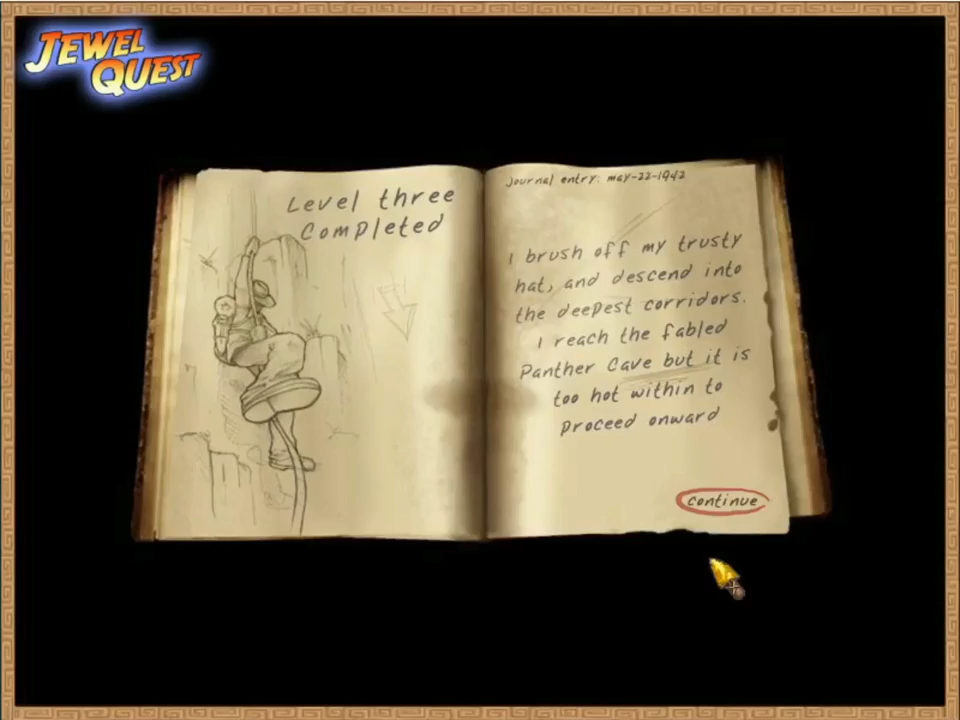 JEWEL
QUEST
Level three
Completed
Journal entry: may-22-1942
I brush off my trusty
hat, and descend into
the deepest corridors.
I reach the fabled
Panther Cave but it is
too hot within to
proceed onward
continue